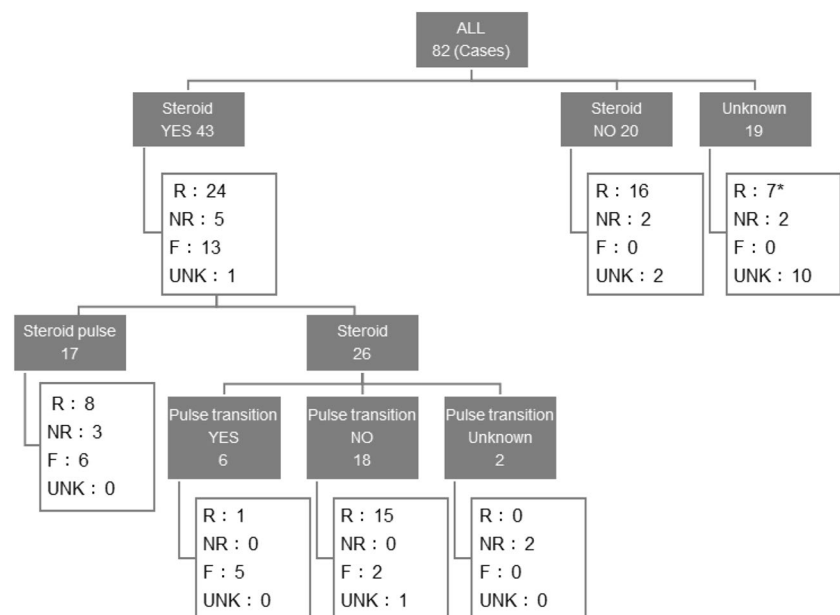 ALL
82 (Cases)
Steroid
YES 43
Steroid
NO 20
Unknown
19
R : 24
NR : 5
F : 13
UNK : 1
R : 16
NR : 2
F : 0
UNK : 2
R : 7*
NR : 2
F : 0
UNK : 10
Steroid pulse
17
Steroid
26
R : 8
NR : 3
F : 6
UNK : 0
Pulse transition
YES
6
Pulse transition
NO
18
Pulse transition
Unknown
2
R : 1
NR : 0
F : 5
UNK : 0
R : 15
NR : 0
F : 2
UNK : 1
R : 0
NR : 2
F : 0
UNK : 0